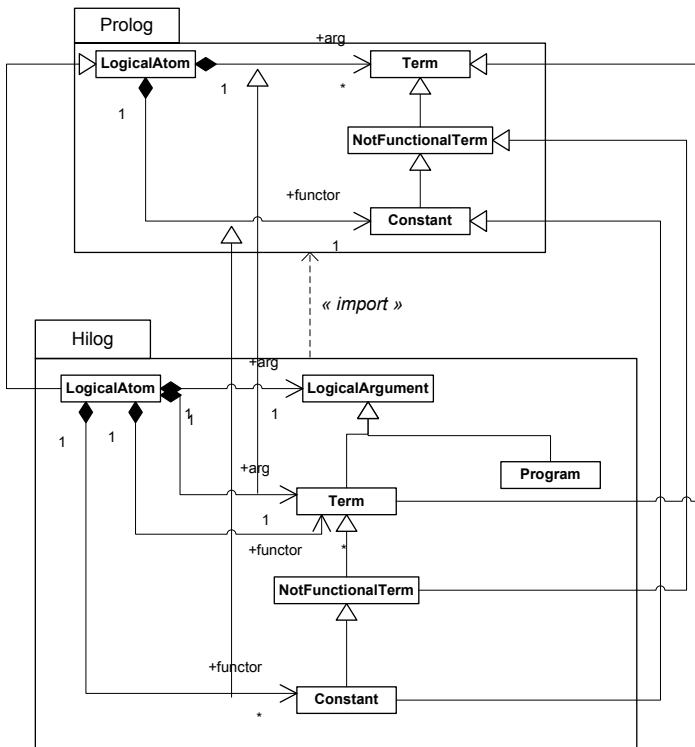 Prolog
+arg
LogicalAtom
Term
1
*
1
NotFunctionalTerm
+functor
Constant
1
« import »
Hilog
+arg
LogicalAtom
LogicalArgument
1
1
1
1
1
+arg
Program
Term
1
+functor
*
NotFunctionalTerm
+functor
Constant
*